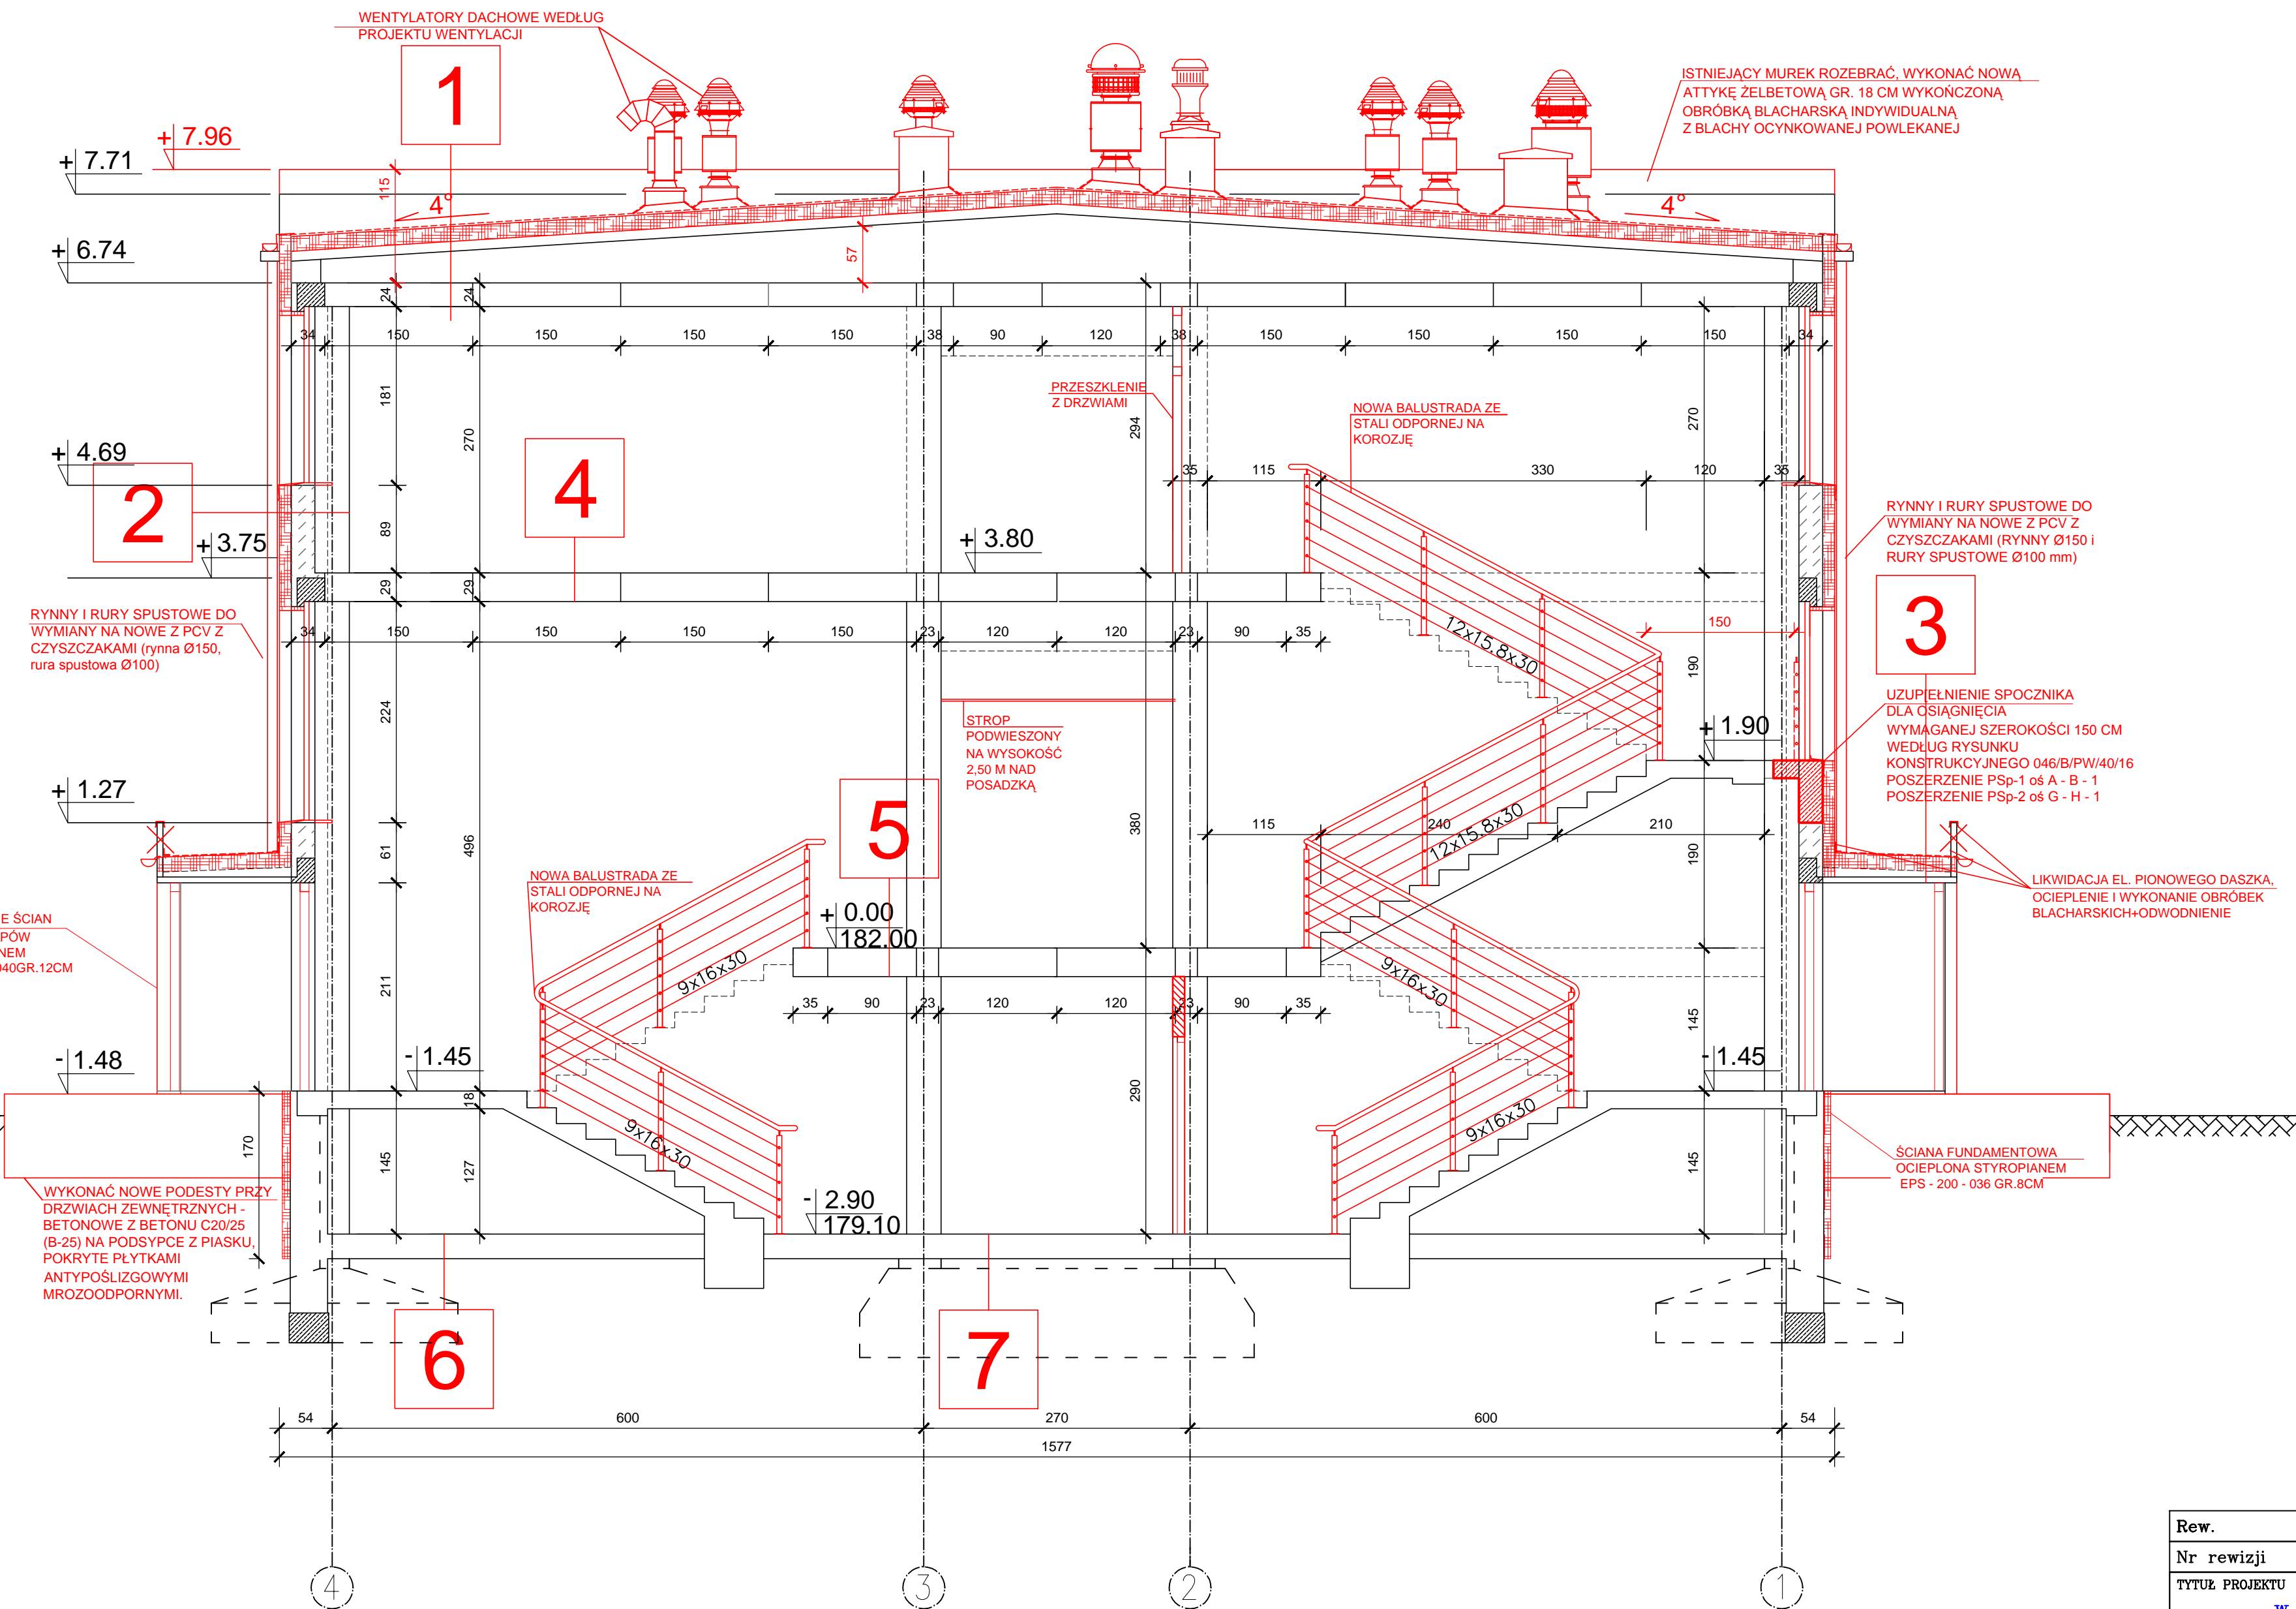 WENTYLATORY DACHOWE WEDŁUG
PROJEKTU WENTYLACJI
1
ISTNIEJĄCY MUREK ROZEBRAĆ, WYKONAĆ NOWĄ
ATTYKĘ ŻELBETOWĄ GR. 18 CM WYKOŃCZONĄ
OBRÓBKĄ BLACHARSKĄ INDYWIDUALNĄ
Z BLACHY OCYNKOWANEJ POWLEKANEJ
+ 7.96
+ 7.71
115
4°
4°
+ 6.74
57
24
24
34 150 150 150 150 38 90 120 38 150 150 150 150 34
181
270
294
270
PRZESZKLENIE
Z DRZWIAMI
NOWA BALUSTRADA ZE
STALI ODPORNEJ NA
KOROZJĘ
+ 4.69
2
4
35 115 330 120 35
89
+ 3.75
+ 3.80
RYNNY I RURY SPUSTOWE DO
WYMIANY NA NOWE Z PCV Z
CZYSZCZAKAMI (RYNNY Ø150 i
RURY SPUSTOWE Ø100 mm)
29
29
3
RYNNY I RURY SPUSTOWE DO
WYMIANY NA NOWE Z PCV Z
CZYSZCZAKAMI (rynna Ø150,
rura spustowa Ø100)
34 150 150 150 150 23 120 120 23 90 35
12x15.8x30
150
190
224
STROP
PODWIESZONY
NA WYSOKOŚĆ
2,50 M NAD
POSADZKĄ
+ 1.90
UZUPEŁNIENIE SPOCZNIKA
DLA OSIĄGNIĘCIA
WYMAGANEJ SZEROKOŚCI 150 CM
WEDŁUG RYSUNKU
KONSTRUKCYJNEGO 046/B/PW/40/16
POSZERZENIE PSp-1 oś A - B - 1
POSZERZENIE PSp-2 oś G - H - 1
+ 1.27
5
61
496
380
115 240 210
12x15.8x30
190
NOWA BALUSTRADA ZE
STALI ODPORNEJ NA
KOROZJĘ
LIKWIDACJA EL. PIONOWEGO DASZKA,
OCIEPLENIE I WYKONANIE OBRÓBEK
BLACHARSKICH+ODWODNIENIE
E ŚCIAN
PÓW
NEM
040GR.12CM
+ 0.00
182.00
211
9x16x30
9x16x30
35 90 23 120 120 23 90 35
145
- 1.48
- 1.45
- 1.45
18
290
170
145
127
9x16x30
9x16x30
145
ŚCIANA FUNDAMENTOWA
OCIEPLONA STYROPIANEM
EPS - 200 - 036 GR.8CM
WYKONAĆ NOWE PODESTY PRZY
DRZWIACH ZEWNĘTRZNYCH -
BETONOWE Z BETONU C20/25
(B-25) NA PODSYPCE Z PIASKU,
POKRYTE PŁYTKAMI
ANTYPOŚLIZGOWYMI
MROZOODPORNYMI.
- 2.90
179.10
6
7
54 600 270 600 54
1577
4 3 2 1
Rew.
Nr rewizji
TYTUŁ PROJEKTU
W